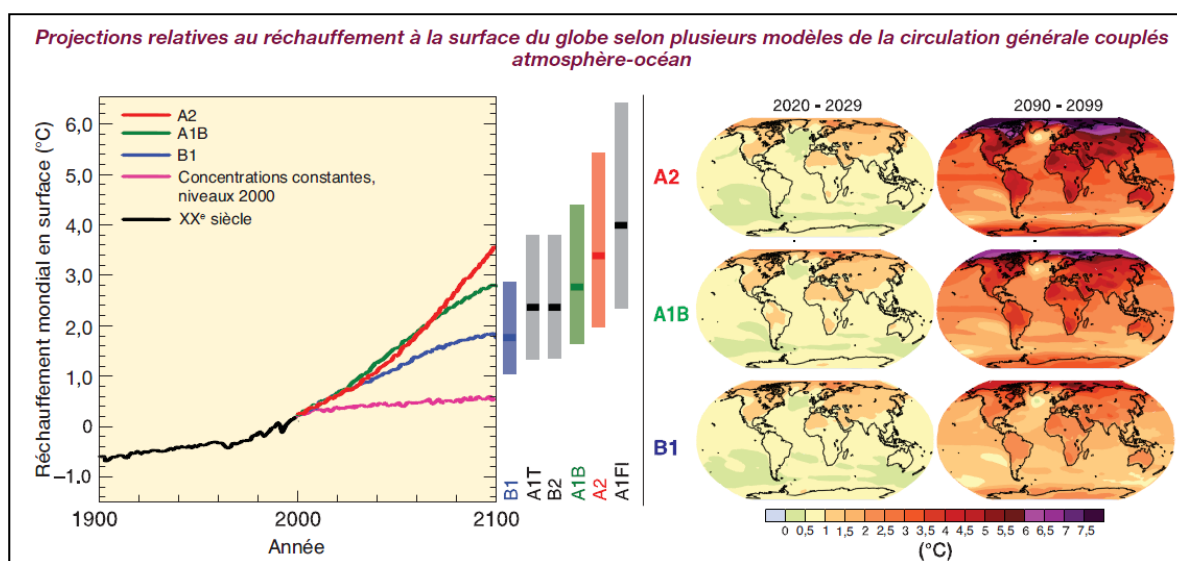 Projections relatives au réchauffement à la surface du globe selon plusieurs modèles de la circulation générale couplés
atmosphère-océan
Réchauffement mondial en surface (°C)
6,0
5,0
4,0
3,0
2,0
1,0
0
–1.0
A2
A1B
B1
Concentrations constantes,
niveaux 2000
XXe siècle
1900
2000
2100
Année
B1
A1T
B2
A1B
A2
A1FI
2020 - 2029
2090 - 2099
A2
A1B
B1
0 0,5 1 1,5 2 2,5 3 3,5 4 4,5 5 5,5 6 6,5 7 7,5
(°C)